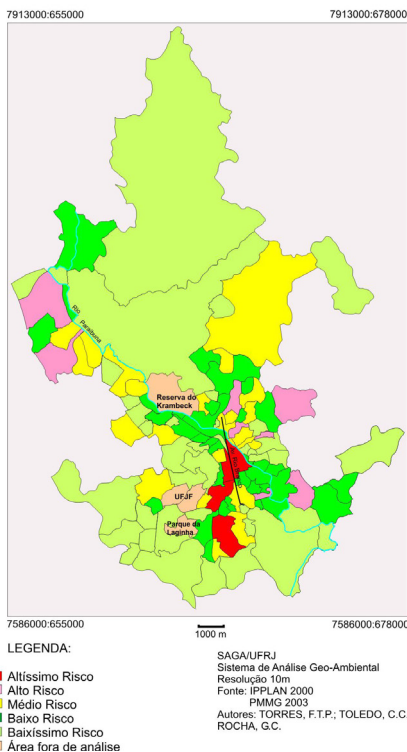 7913000:655000
7913000:678000
Rio
Paraibuna
Reserva do
Krambeck
UFJF
Parque da
Laginha
7586000:655000
7586000:678000
1000 m
LEGENDA:
Altíssimo Risco
Alto Risco
Médio Risco
Baixo Risco
Baixíssimo Risco
Área fora de análise
SAGA/UFRJ
Sistema de Análise Geo-Ambiental
Resolução 10m
Fonte: IPPLAN 2000
PMMG 2003
Autores: TORRES, F.T.P.; TOLEDO, C.C.
ROCHA, G.C.